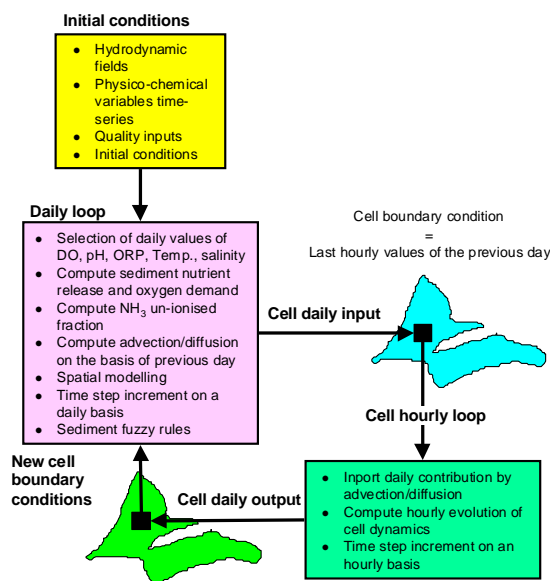 Initial conditions
● Hydrodynamic
fields
● Physico-chemical
variables time-
series
● Quality inputs
● Initial conditions
Daily loop
● Selection of daily values of
DO, pH, ORP, Temp., salinity
● Compute sediment nutrient
release and oxygen demand
● Compute NH₃ un-ionised
fraction
● Compute advection/diffusion
on the basis of previous day
● Spatial modelling
● Time step increment on a
daily basis
● Sediment fuzzy rules
Cell boundary condition
=
Last hourly values of the previous day
Cell daily input
Cell hourly loop
● Inport daily contribution by
advection/diffusion
● Compute hourly evolution of
cell dynamics
● Time step increment on an
hourly basis
Cell daily output
New cell
boundary
conditions